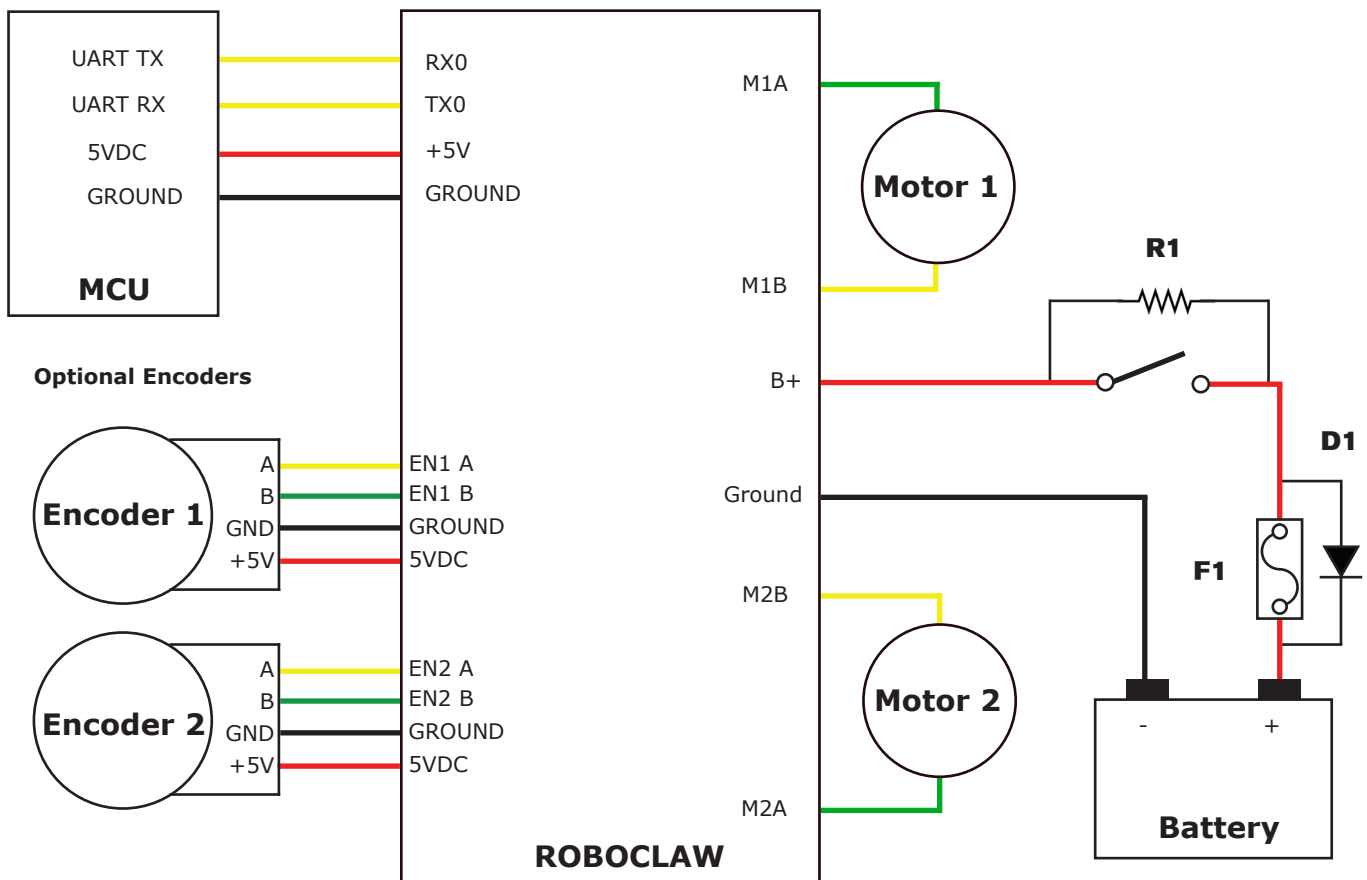 UART TX
UART RX
5VDC
GROUND
MCU
RX0
TX0
+5V
GROUND
M1A
Motor 1
M1B
R1
B+
D1
Ground
F1
M2B
Motor 2
M2A
-
+
Battery
Optional Encoders
Encoder 1
A
B
GND
+5V
EN1 A
EN1 B
GROUND
5VDC
Encoder 2
A
B
GND
+5V
EN2 A
EN2 B
GROUND
5VDC
ROBOCLAW